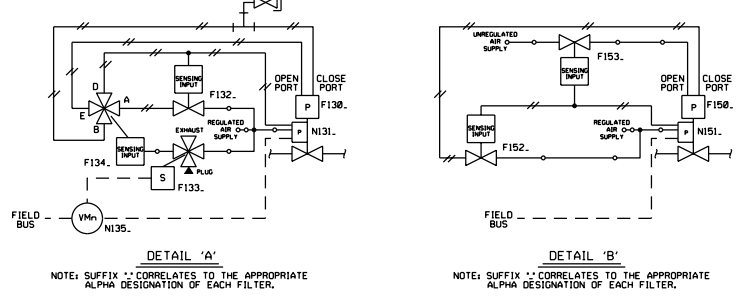 D
A
E
B
SENSING
INPUT
F132_
OPEN
PORT
CLOSE
PORT
P
F130_
REGULATED
AIR
SUPPLY
P
N131_
EXHAUST
SENSING
INPUT
F134_
S
F133_
PLUG
FIELD
BUS
VMn
N135_
DETAIL 'A'
NOTE: SUFFIX '_' CORRELATES TO THE APPROPRIATE
ALPHA DESIGNATION OF EACH FILTER.
UNREGULATED
AIR
SUPPLY
F153_
SENSING
INPUT
OPEN
PORT
CLOSE
PORT
P
F150_
SENSING
INPUT
REGULATED
AIR
SUPPLY
P
N151_
F152_
FIELD
BUS
DETAIL 'B'
NOTE: SUFFIX '_' CORRELATES TO THE APPROPRIATE
ALPHA DESIGNATION OF EACH FILTER.